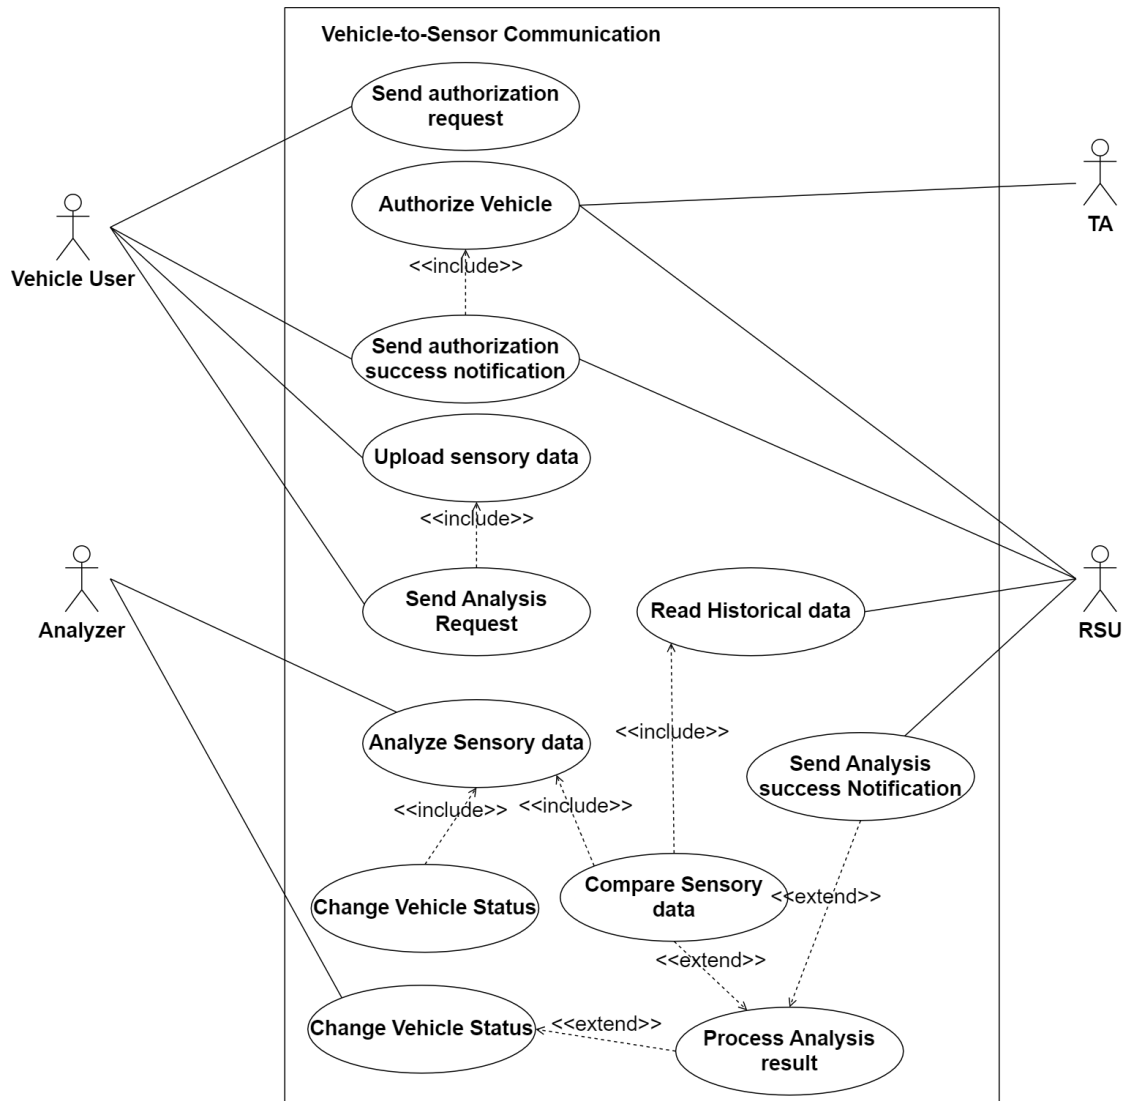 Vehicle-to-Sensor Communication
Send authorization
request
Authorize Vehicle
TA
Vehicle User
<<include>>
Send authorization
success notification
Upload sensory data
<<include>>
Analyzer
Send Analysis
Request
Read Historical data
RSU
<<include>>
Analyze Sensory data
Send Analysis
success Notification
<<include>>
<<include>>
Change Vehicle Status
Compare Sensory
data
<<extend>>
<<extend>>
Change Vehicle Status
<<extend>>
Process Analysis
result